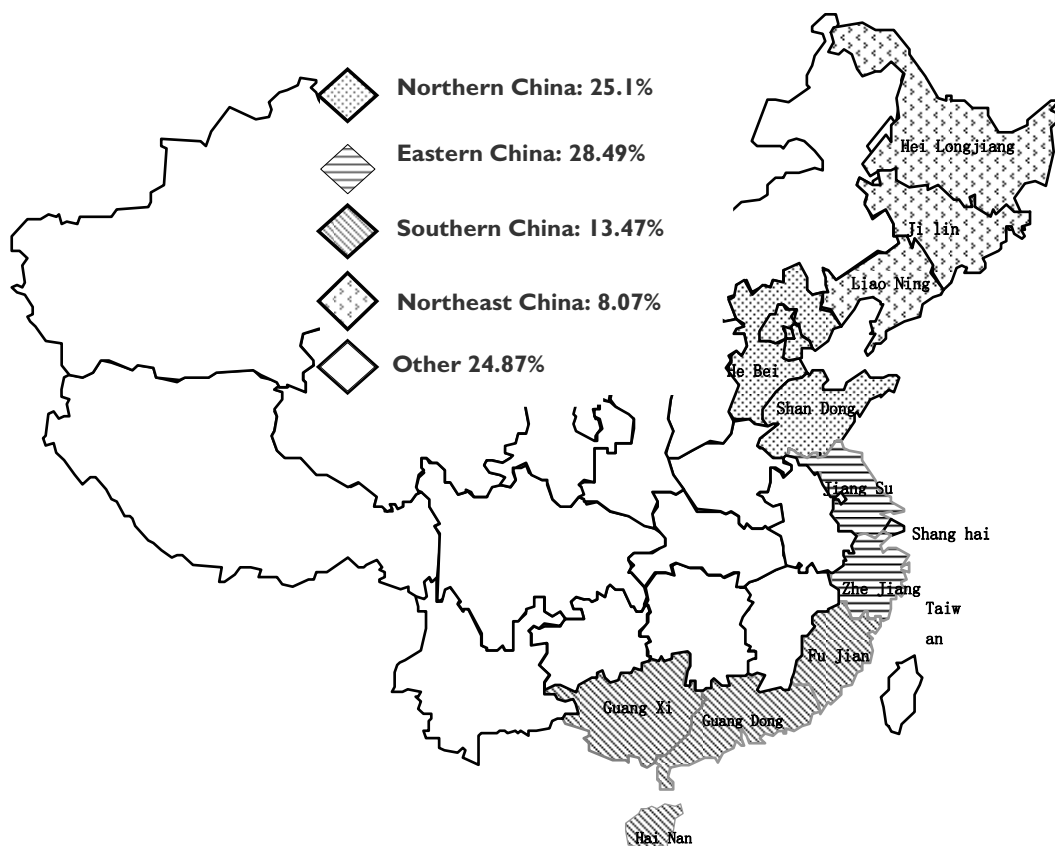 Northern China: 25.1%
Eastern China: 28.49%
Southern China: 13.47%
Northeast China: 8.07%
Other 24.87%
Hei Longjiang
Ji lin
Liao Ning
He Bei
Shan Dong
Jiang Su
Shang hai
Zhe Jiang
Taiw
an
Fu Jian
Guang Xi
Guang Dong
Hai Nan